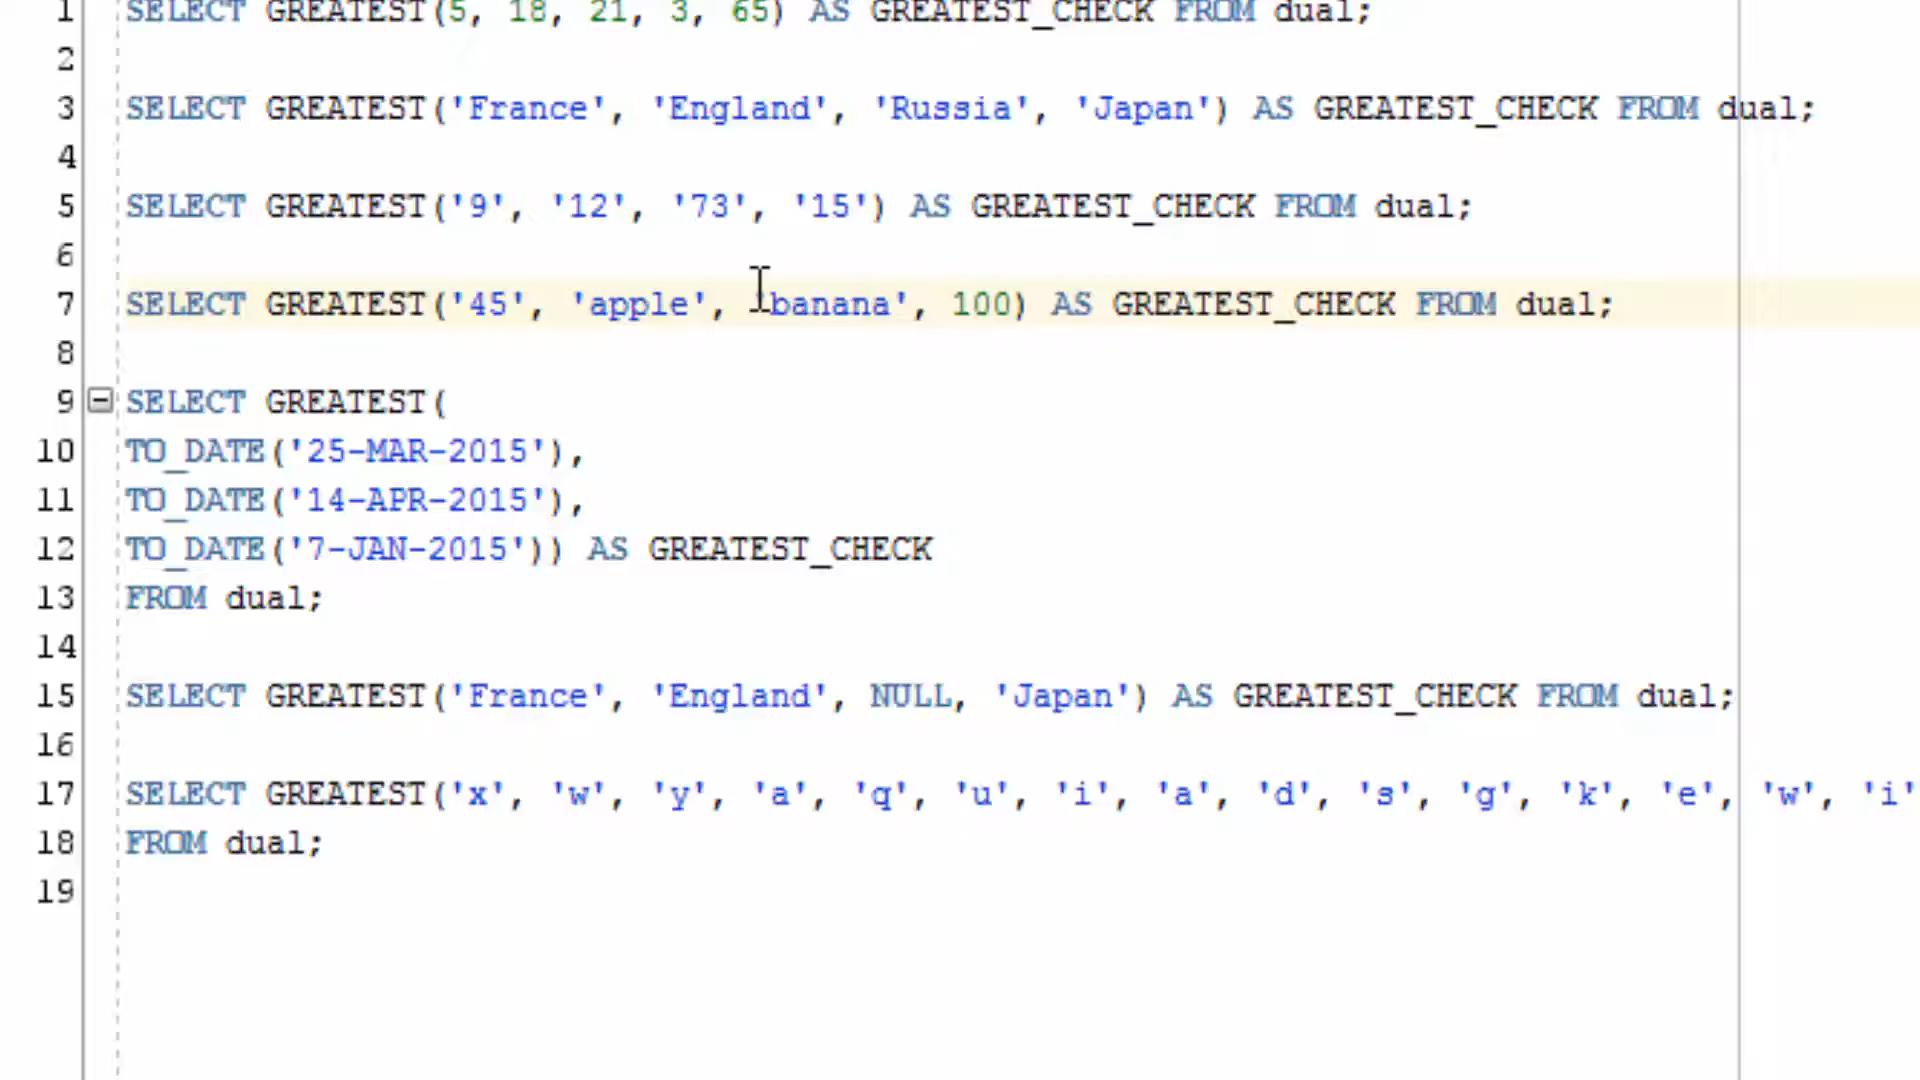 1 SELECT GREATEST(5, 18, 21, 3, 65) AS GREATEST_CHECK FROM dual;
2
3 SELECT GREATEST('France', 'England', 'Russia', 'Japan') AS GREATEST_CHECK FROM dual;
4
5 SELECT GREATEST('9', '12', '73', '15') AS GREATEST_CHECK FROM dual;
6
7 SELECT GREATEST('45', 'apple', 'banana', 100) AS GREATEST_CHECK FROM dual;
8
9 SELECT GREATEST(
10 TO_DATE('25-MAR-2015'),
11 TO_DATE('14-APR-2015'),
12 TO_DATE('7-JAN-2015')) AS GREATEST_CHECK
13 FROM dual;
14
15 SELECT GREATEST('France', 'England', NULL, 'Japan') AS GREATEST_CHECK FROM dual;
16
17 SELECT GREATEST('x', 'w', 'y', 'a', 'q', 'u', 'i', 'a', 'd', 's', 'g', 'k', 'e', 'w', 'i'
18 FROM dual;
19